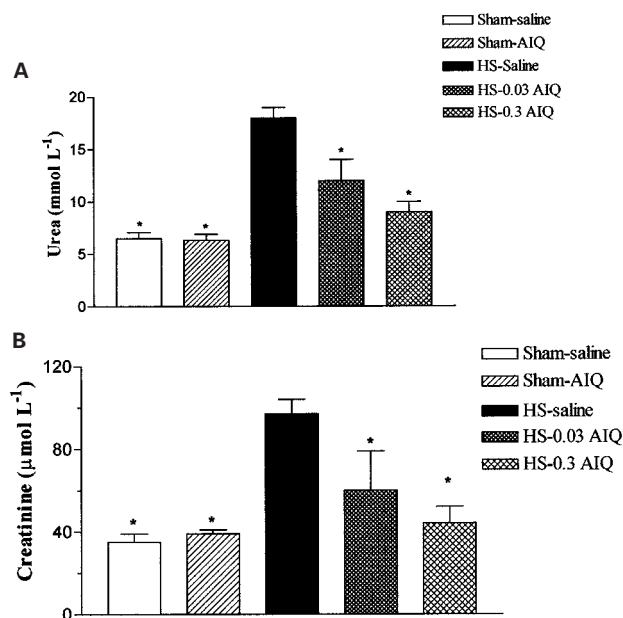 Sham-saline
Sham-AIQ
HS-Saline
HS-0.03 AIQ
HS-0.3 AIQ
A
Urea (mmol L⁻¹)
20
15
10
5
0
*
*
*
*
B
Sham-saline
Sham-AIQ
HS-saline
HS-0.03 AIQ
HS-0.3 AIQ
Creatinine (μmol L⁻¹)
120
80
40
0
*
*
*
*